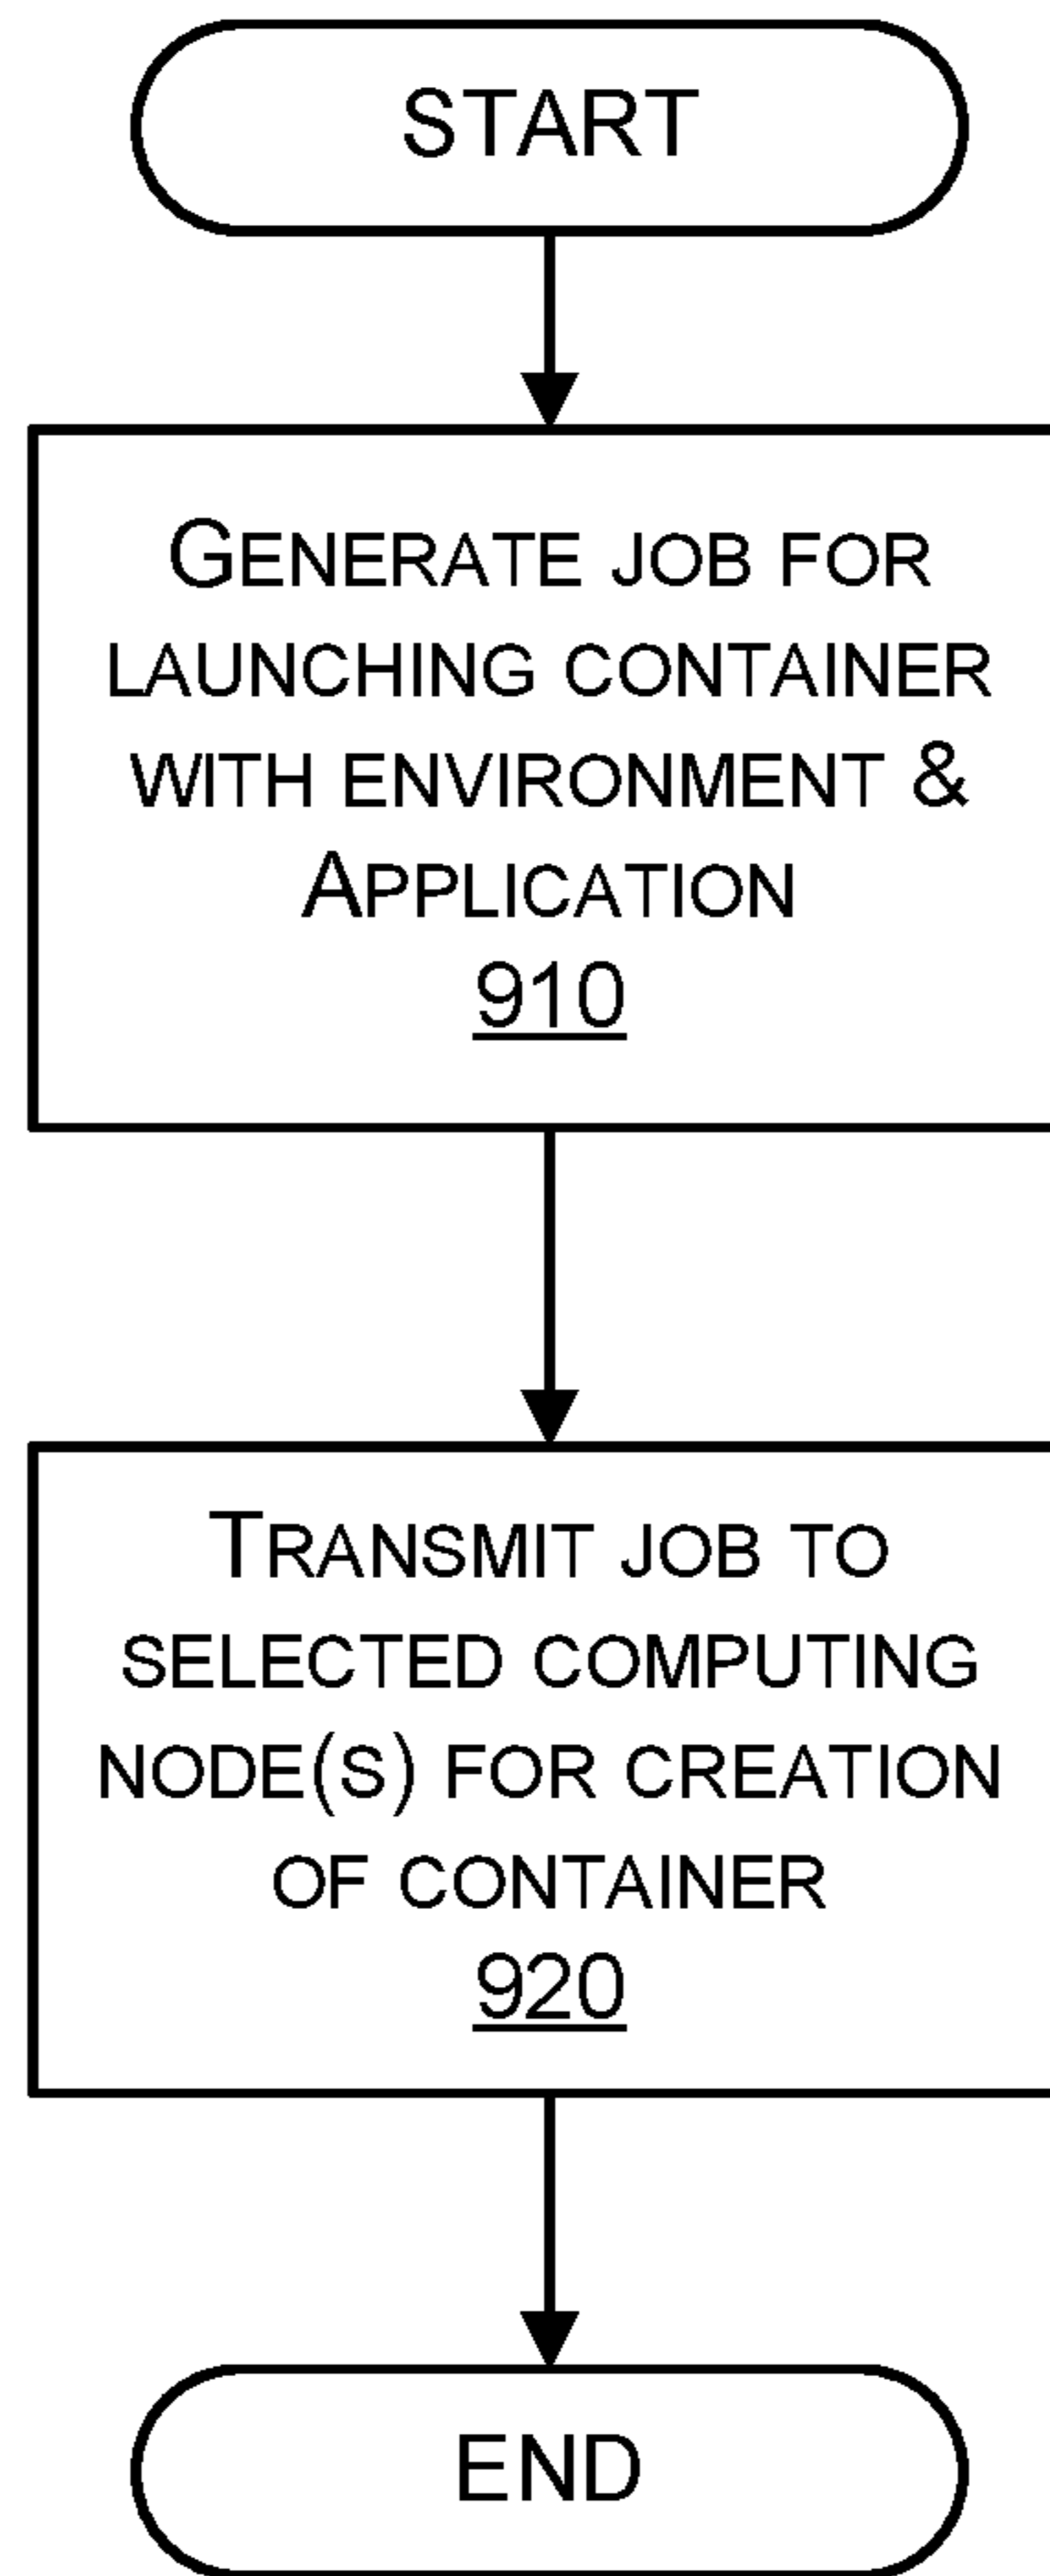 START
GENERATE JOB FOR
LAUNCHING CONTAINER
WITH ENVIRONMENT &
APPLICATION
910
TRANSMIT JOB TO
SELECTED COMPUTING
NODE(S) FOR CREATION
OF CONTAINER
920
END